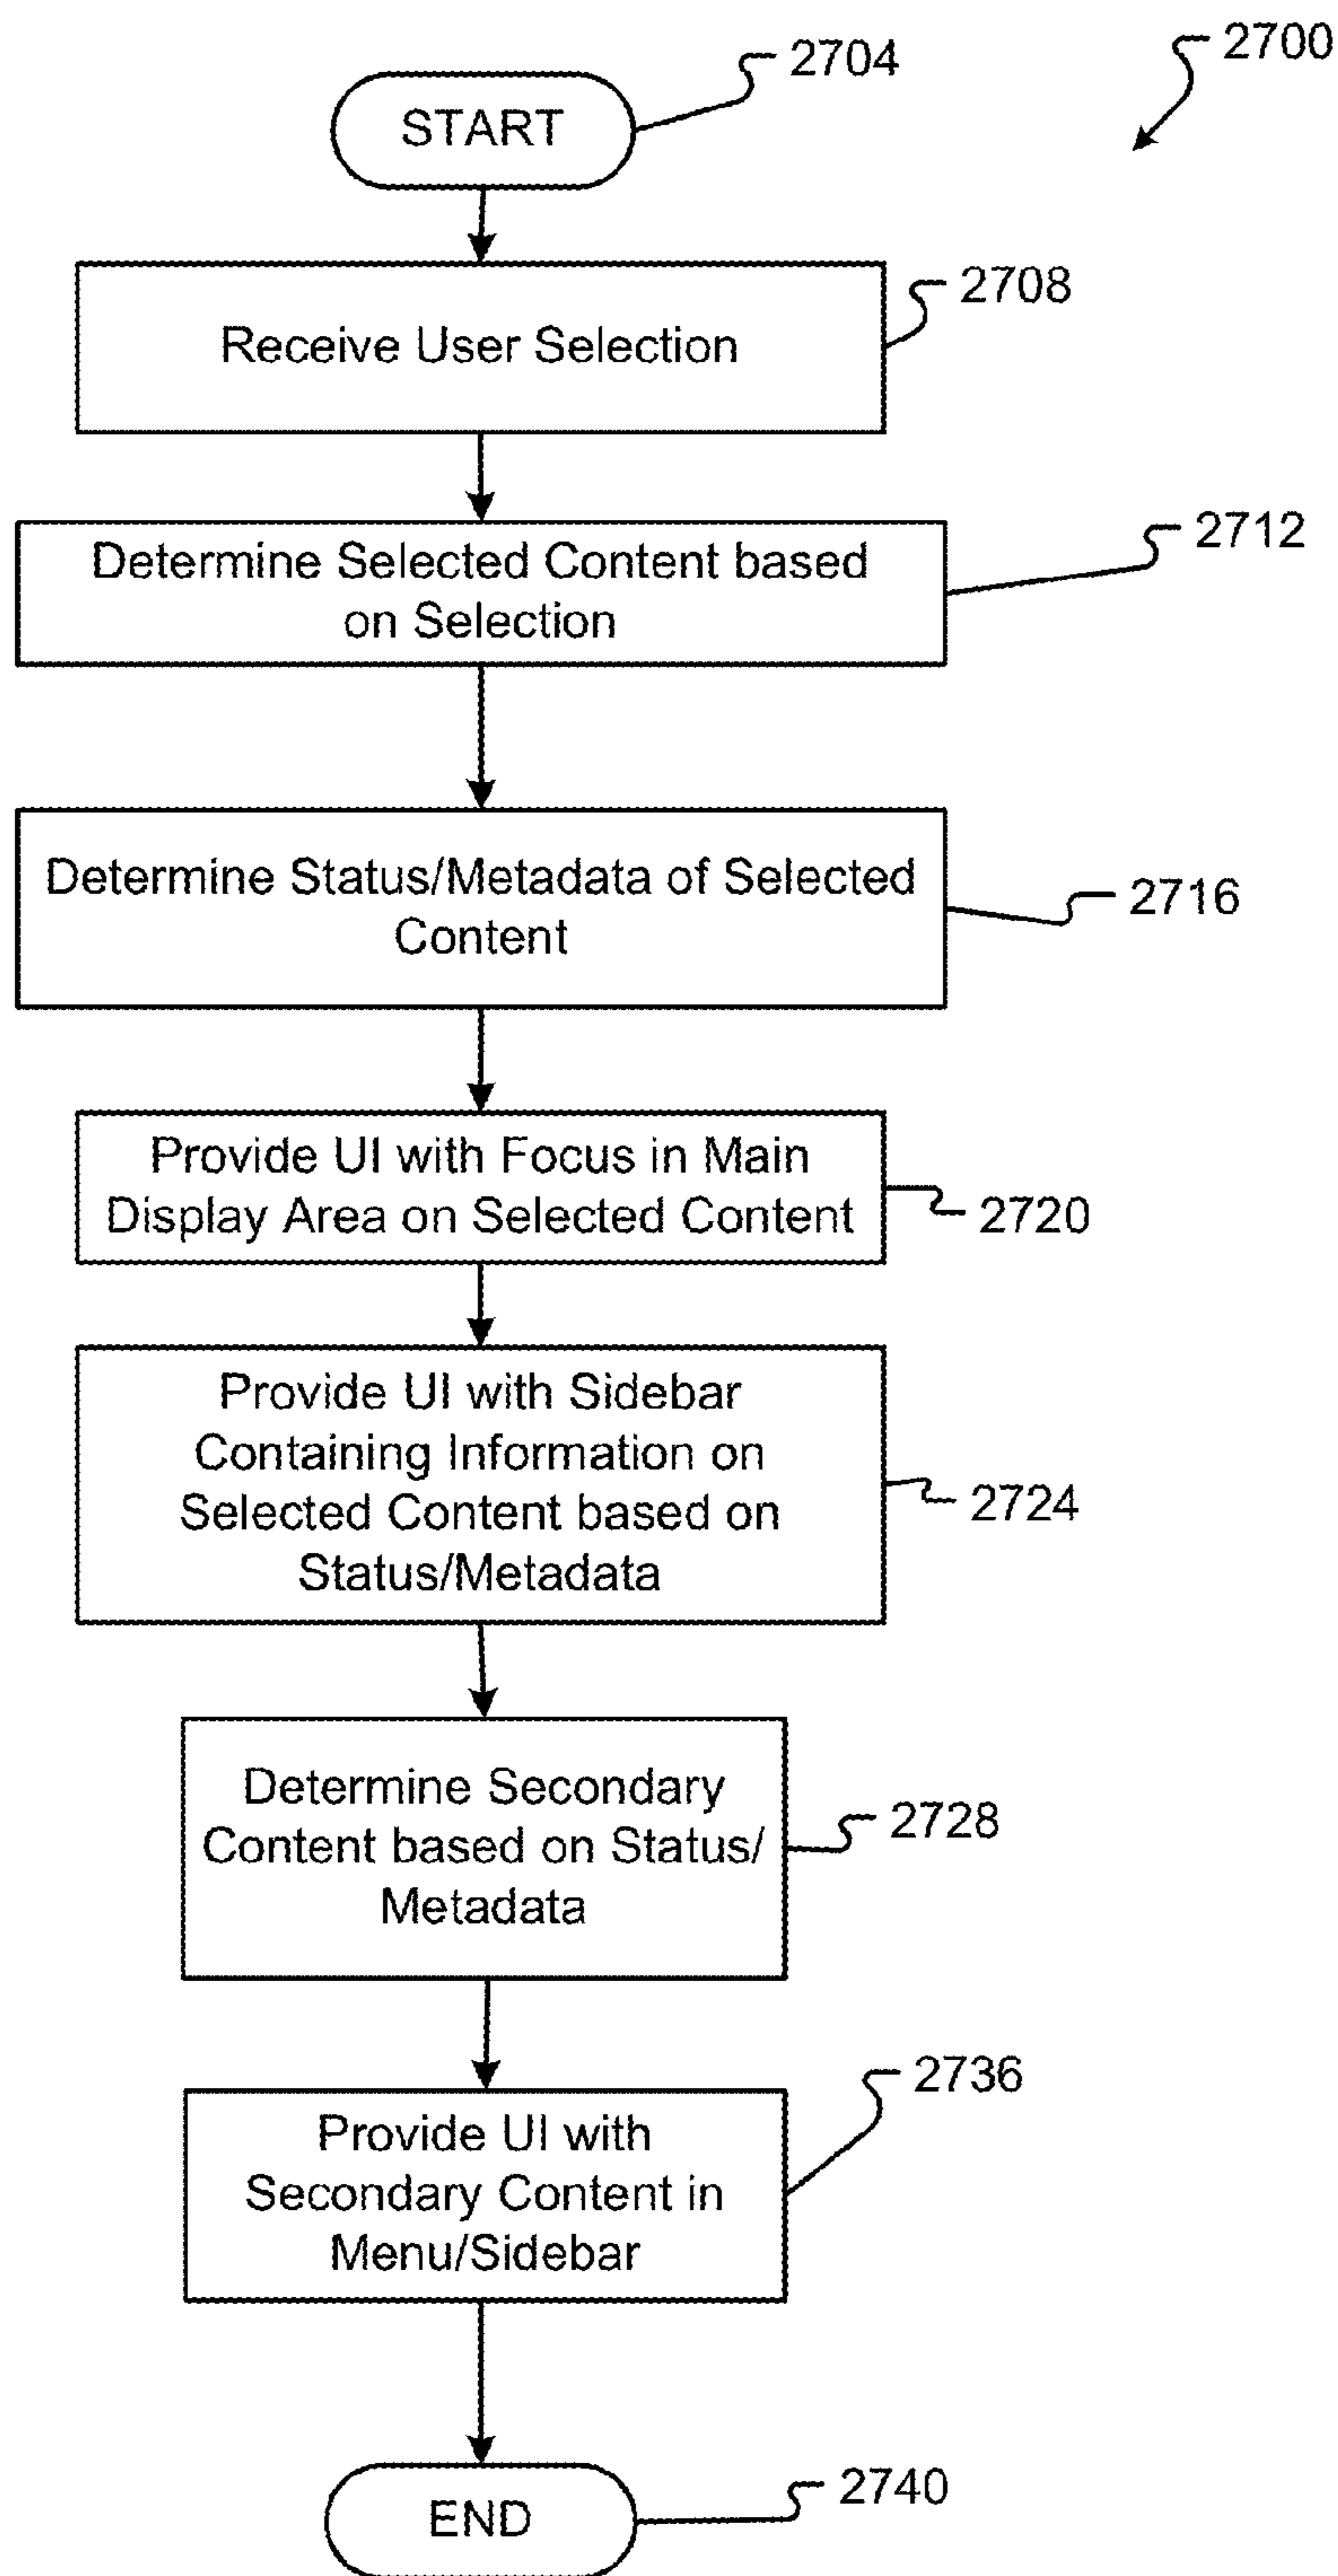 2700
2704
START
2708
Receive User Selection
2712
Determine Selected Content based
on Selection
Determine Status/Metadata of Selected
Content
2716
Provide UI with Focus in Main
Display Area on Selected Content
2720
Provide UI with Sidebar
Containing Information on
Selected Content based on
Status/Metadata
2724
Determine Secondary
Content based on Status/
Metadata
2728
2736
Provide UI with
Secondary Content in
Menu/Sidebar
2740
END